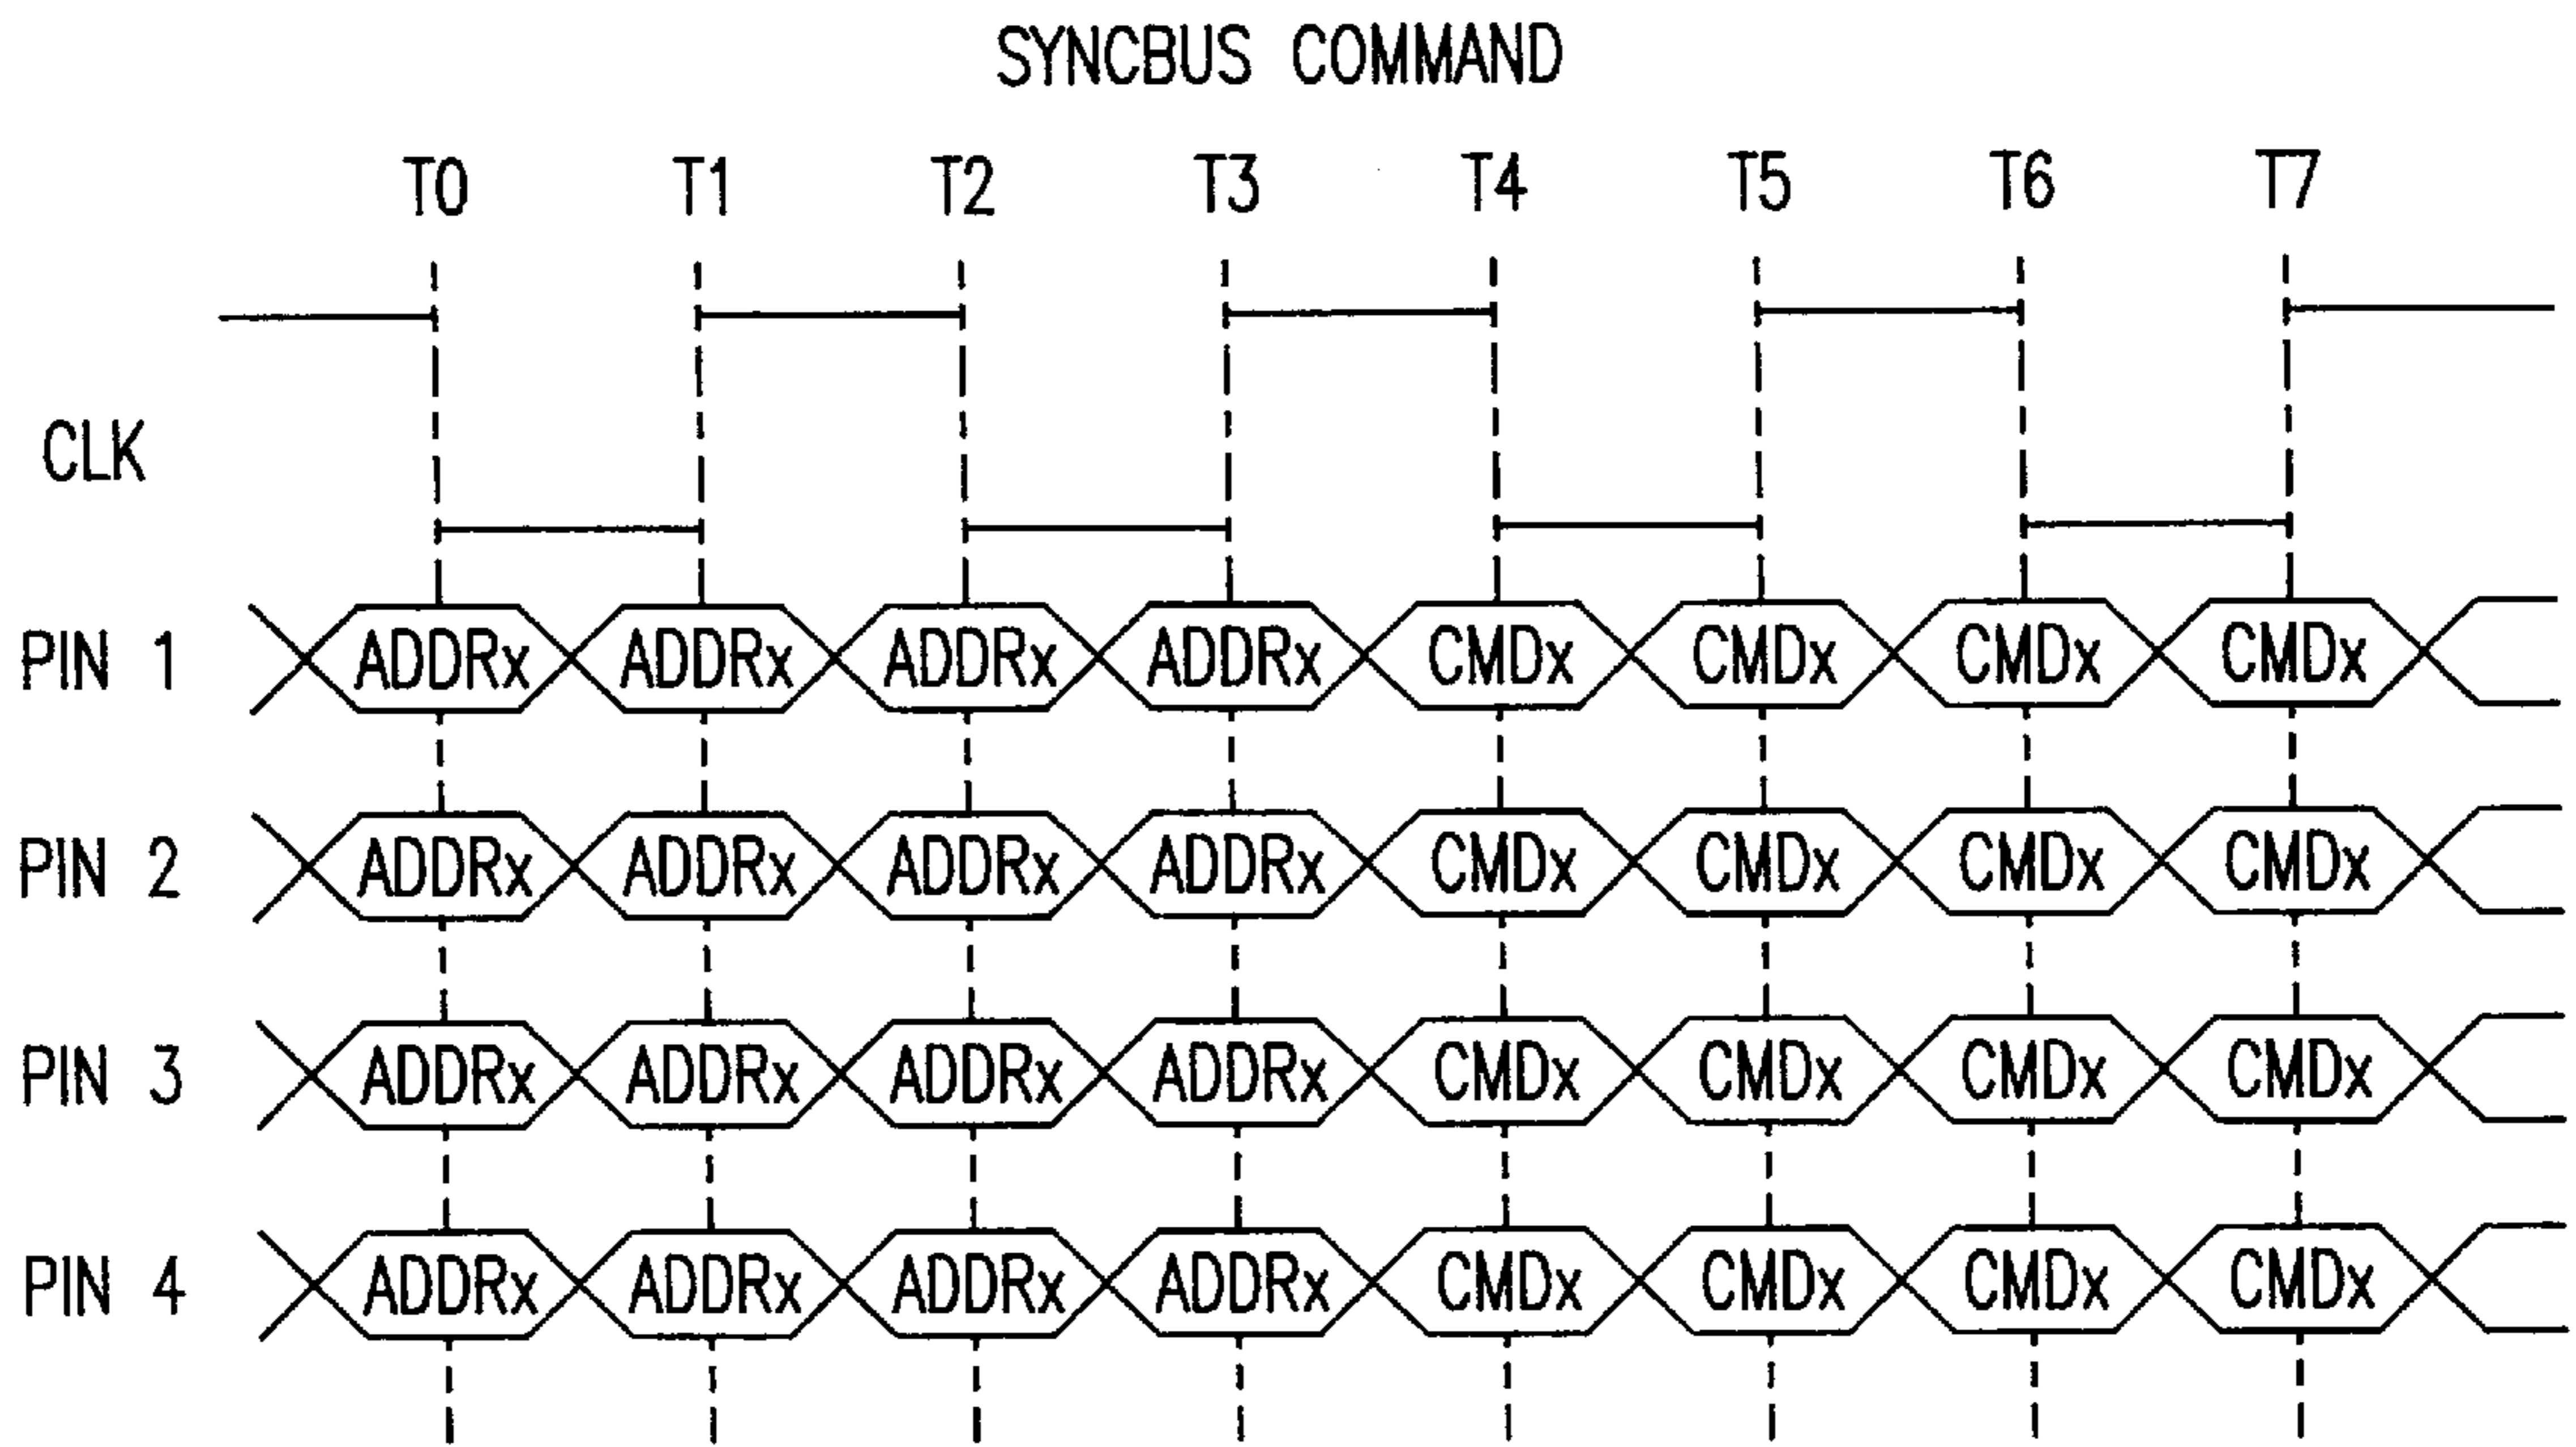 SYNCBUS COMMAND
T0 T1 T2 T3 T4 T5 T6 T7
CLK
PIN 1 ADDRx ADDRx ADDRx ADDRx CMDx CMDx CMDx CMDx
PIN 2 ADDRx ADDRx ADDRx ADDRx CMDx CMDx CMDx CMDx
PIN 3 ADDRx ADDRx ADDRx ADDRx CMDx CMDx CMDx CMDx
PIN 4 ADDRx ADDRx ADDRx ADDRx CMDx CMDx CMDx CMDx